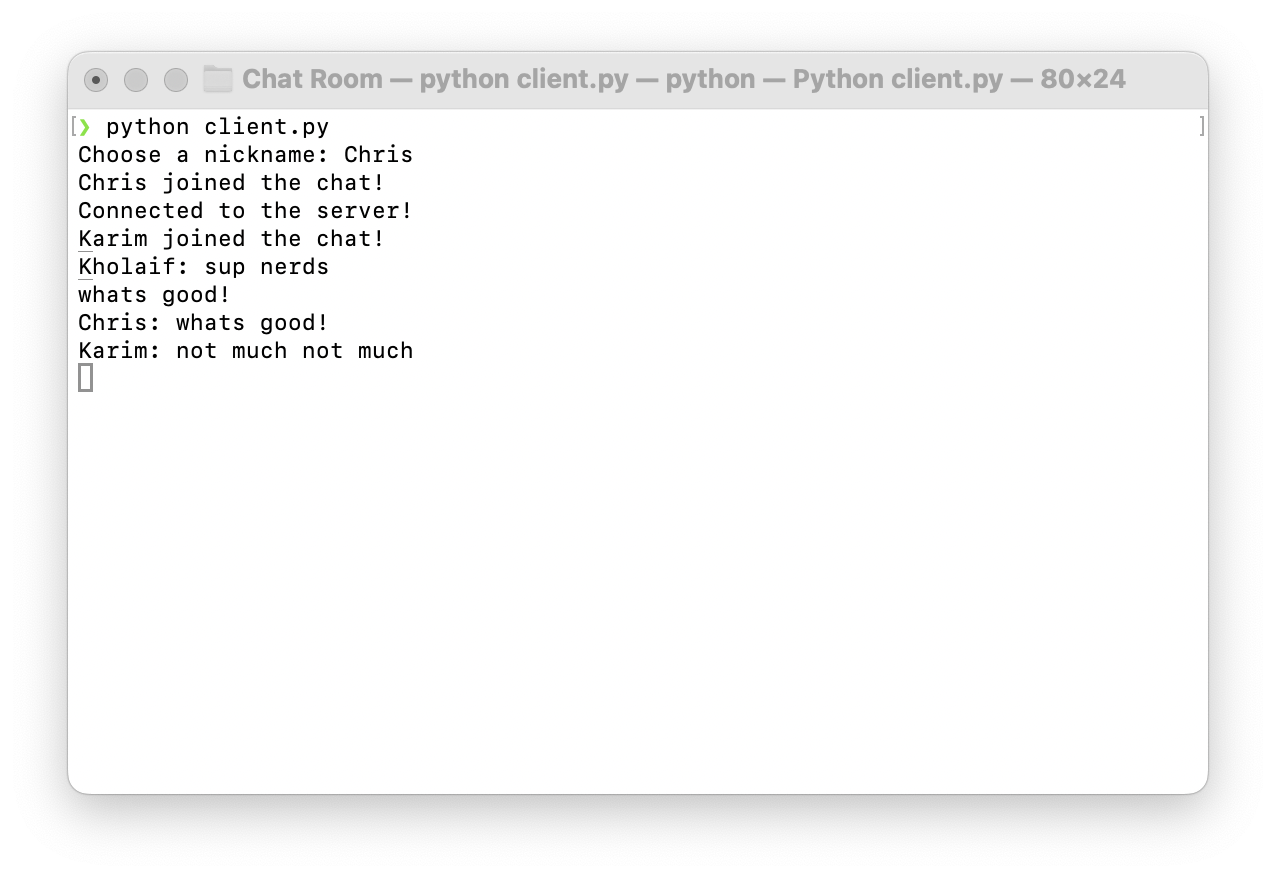 Chat Room — python client.py — python — Python client.py — 80×24
[❯ python client.py ]
Choose a nickname: Chris
Chris joined the chat!
Connected to the server!
Karim joined the chat!
Kholaif: sup nerds
whats good!
Chris: whats good!
Karim: not much not much